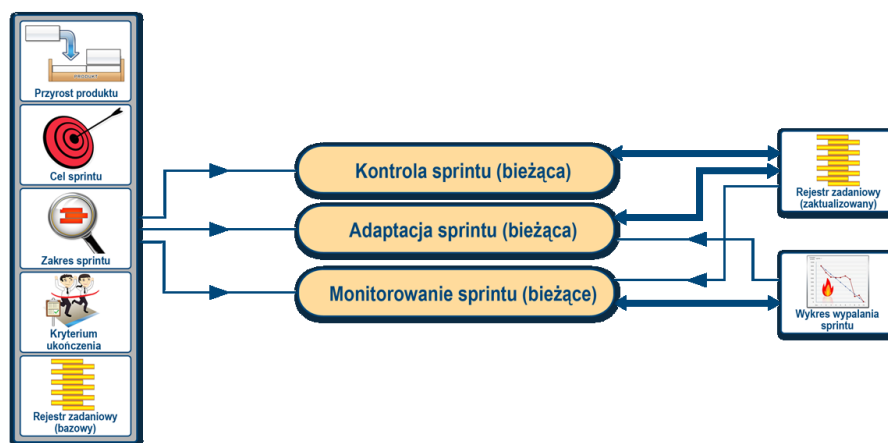 PRODUKT
Przyrost produktu
Cel sprintu
Zakres sprintu
Kryterium
ukończenia
Rejestr zadaniowy
(bazowy)
Kontrola sprintu (bieżąca)
Adaptacja sprintu (bieżąca)
Monitorowanie sprintu (bieżące)
Rejestr zadaniowy
(zaktualizowany)
Wykres wypalania
sprintu